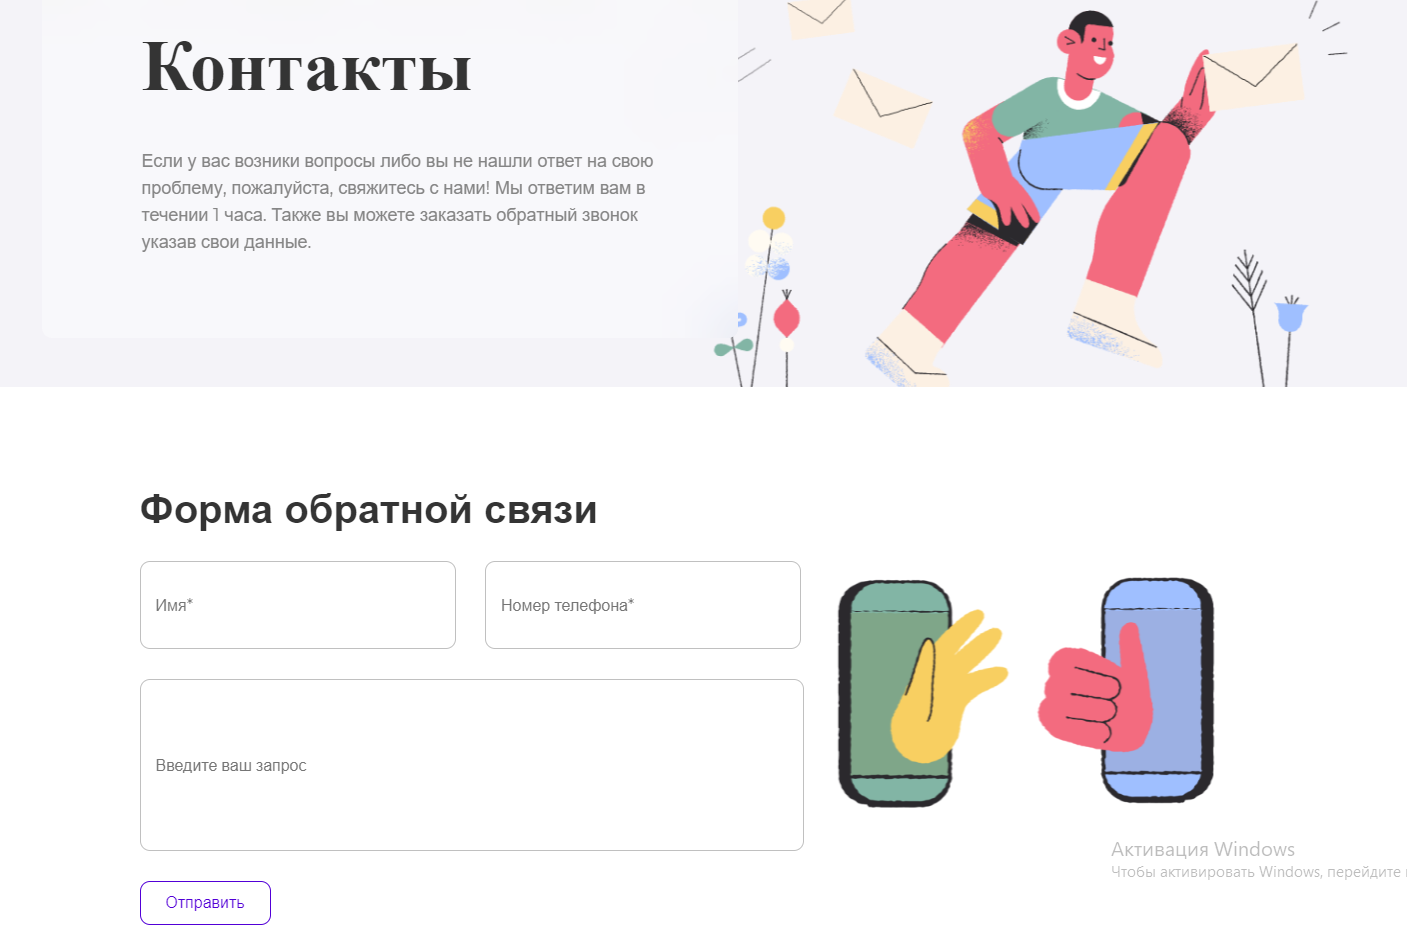 Контакты
Если у вас возники вопросы либо вы не нашли ответ на свою
проблему, пожалуйста, свяжитесь с нами! Мы ответим вам в
течении 1 часа. Также вы можете заказать обратный звонок
указав свои данные.
Форма обратной связи
Имя*
Номер телефона*
Введите ваш запрос
Отправить
Активация Windows
Чтобы активировать Windows, перейдите